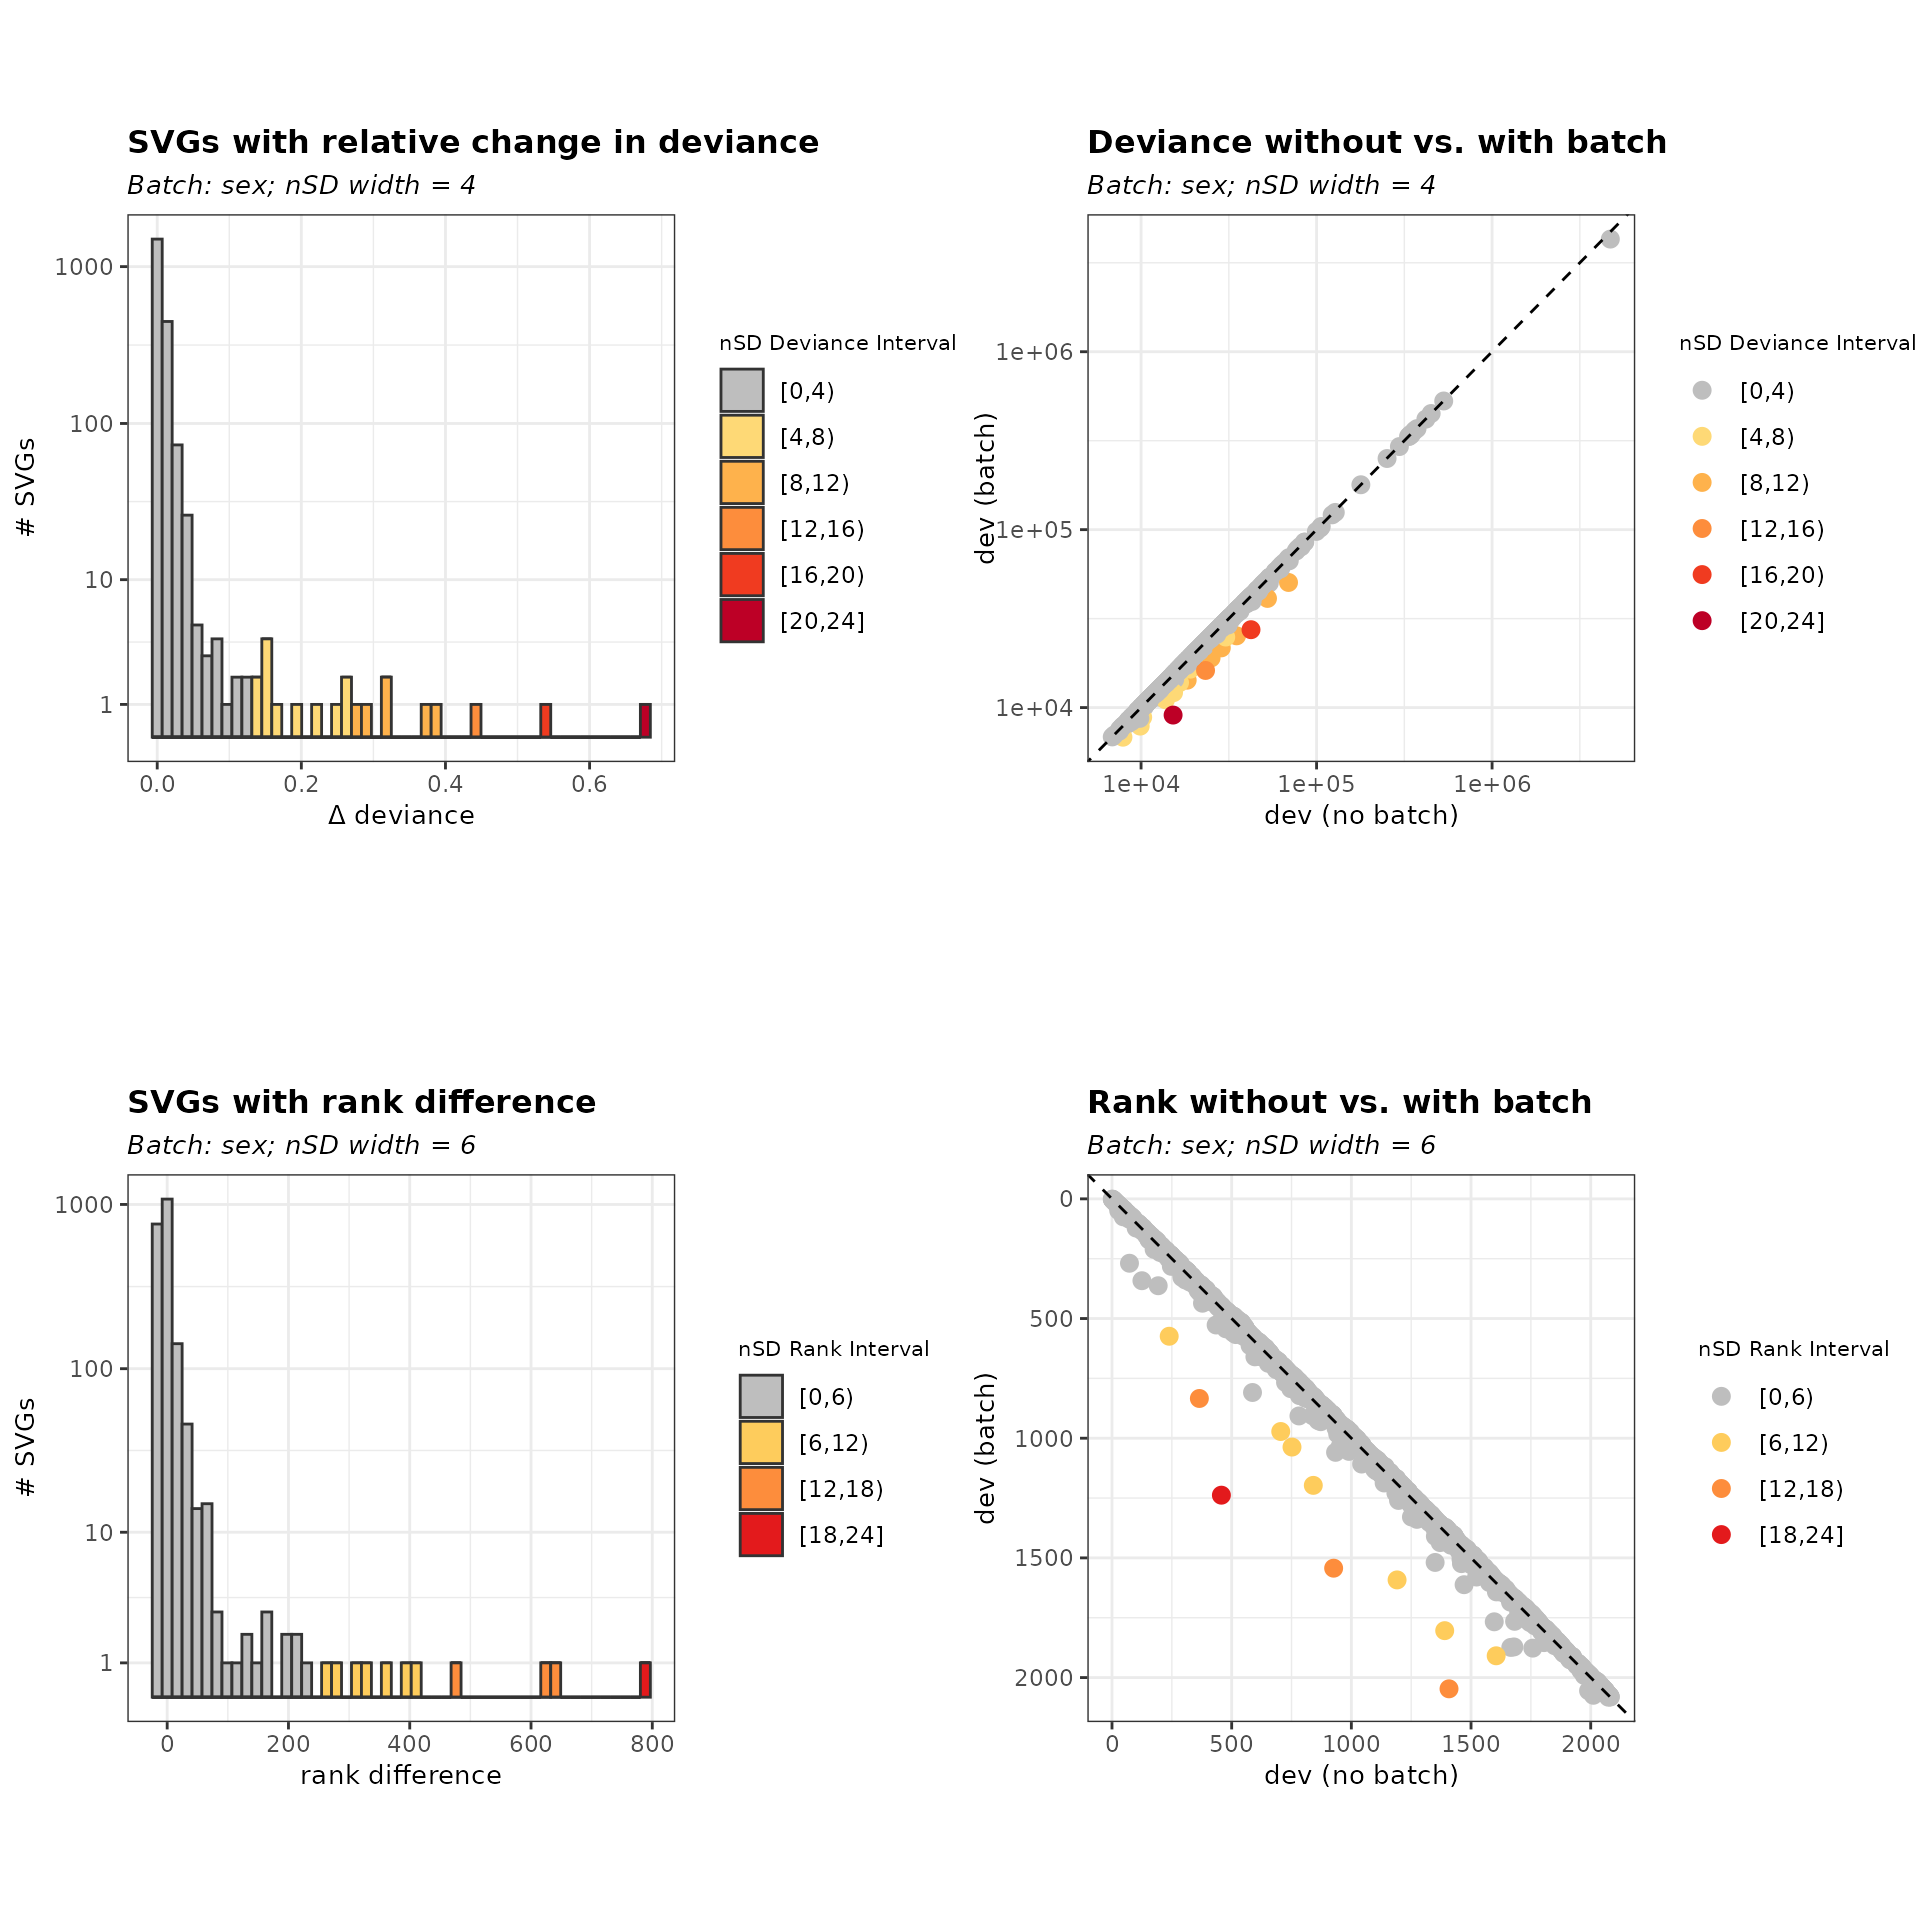 SVGs with relative change in deviance
Batch: sex; nSD width = 4
# SVGs
1000
100
10
1
0.0 0.2 0.4 0.6
Δ deviance
nSD Deviance Interval
[0,4)
[4,8)
[8,12)
[12,16)
[16,20)
[20,24]
Deviance without vs. with batch
Batch: sex; nSD width = 4
dev (batch)
1e+06
1e+05
1e+04
1e+04 1e+05 1e+06
dev (no batch)
nSD Deviance Interval
[0,4)
[4,8)
[8,12)
[12,16)
[16,20)
[20,24]
SVGs with rank difference
Batch: sex; nSD width = 6
# SVGs
1000
100
10
1
0 200 400 600 800
rank difference
nSD Rank Interval
[0,6)
[6,12)
[12,18)
[18,24]
Rank without vs. with batch
Batch: sex; nSD width = 6
dev (batch)
0
500
1000
1500
2000
0 500 1000 1500 2000
dev (no batch)
nSD Rank Interval
[0,6)
[6,12)
[12,18)
[18,24]